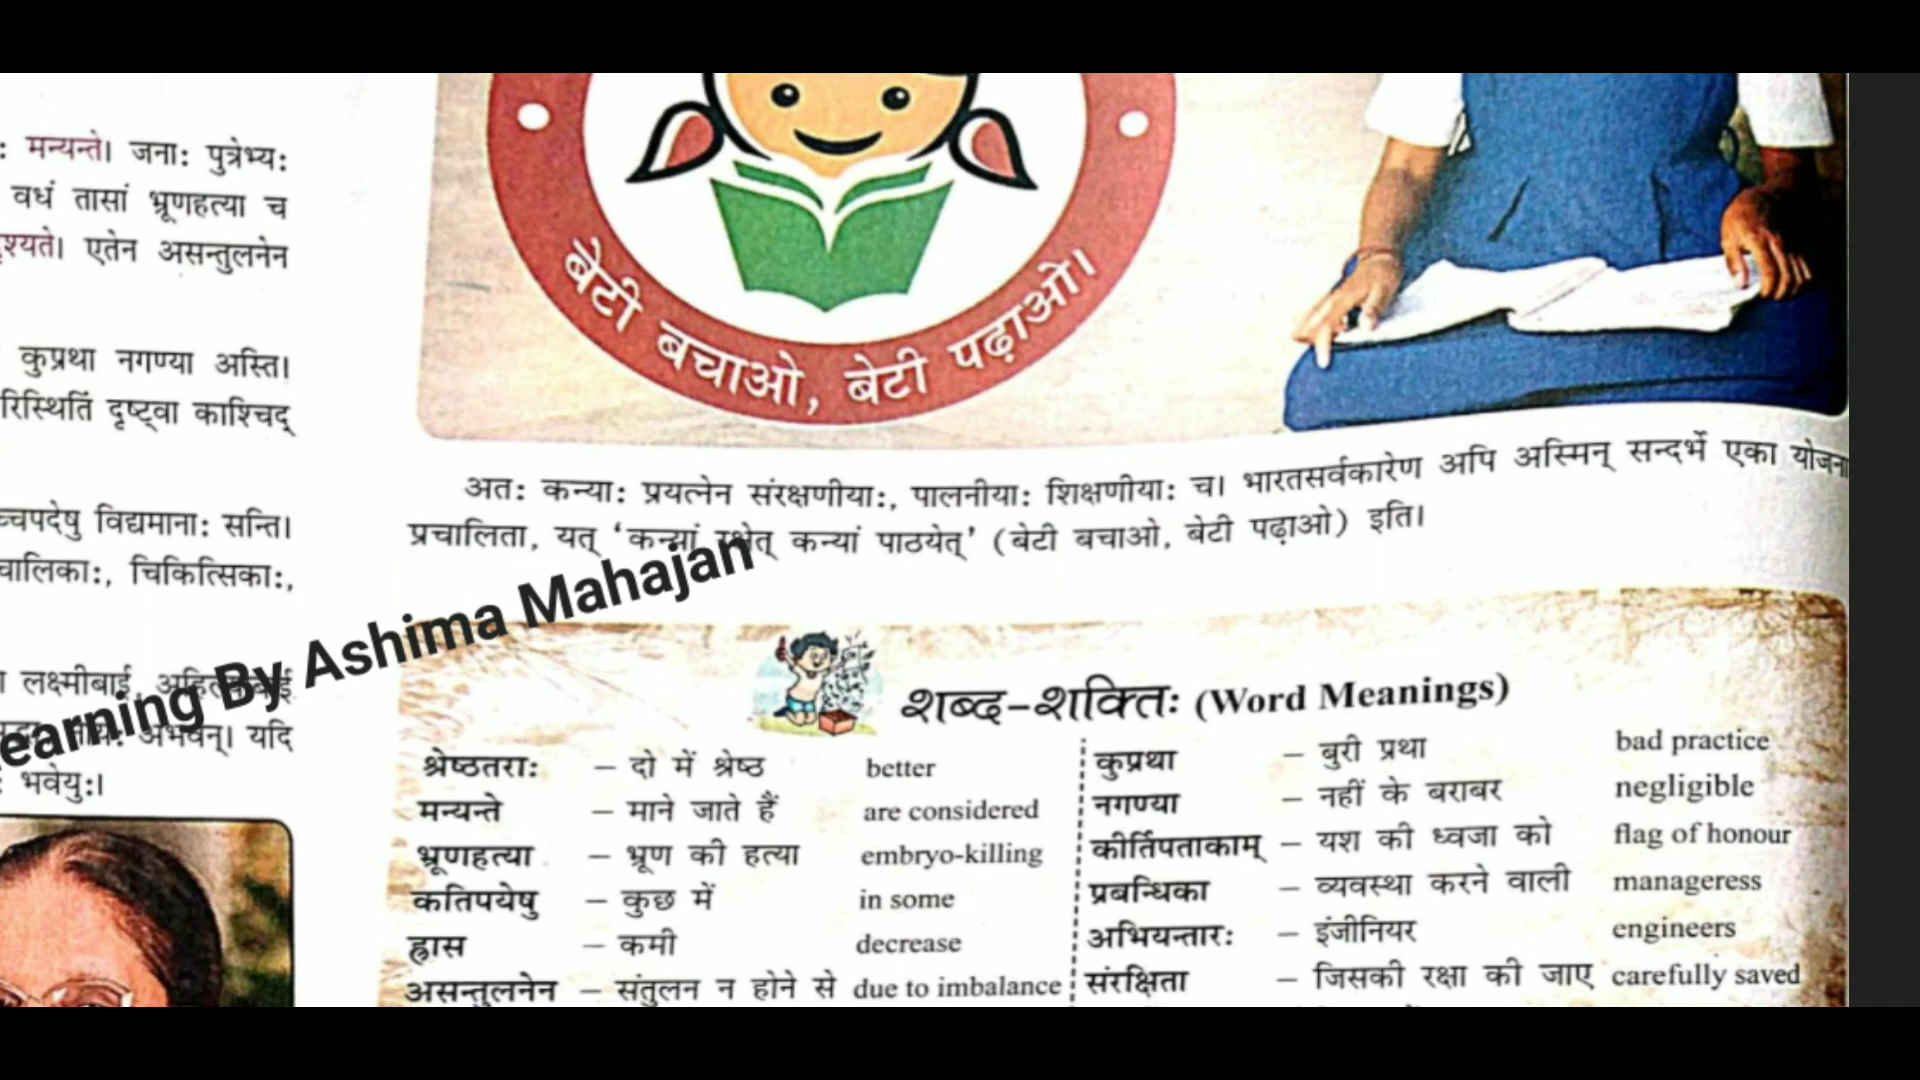 मन्यन्ते। जनाः पुत्रेभ्यः
वधं तासां भ्रूणहत्या च
एतेन असन्तुलनेन
कुप्रथा नगण्या अस्ति।
दृष्ट्वा काश्चिद्
विद्यमानाः सन्ति।
चिकित्सिकाः,
लक्ष्मीबाई,
अभवन्। यदि
भवेयुः।
बेटी बचाओ, बेटी पढ़ाओ।
अतः कन्याः प्रयत्नेन संरक्षणीयाः, पालनीयाः शिक्षणीयाः च। भारतसर्वकारेण अपि अस्मिन् सन्दर्भे एका योजना
प्रचालिता, यत् ‘कन्यां रक्षेत् कन्यां पाठयेत्’ (बेटी बचाओ, बेटी पढ़ाओ) इति।
earning By Ashima Mahajan
शब्द-शक्तिः (Word Meanings)
श्रेष्ठतराः – दो में श्रेष्ठ better
मन्यन्ते – माने जाते हैं are considered
भ्रूणहत्या – भ्रूण की हत्या embryo-killing
कतिपयेषु – कुछ में in some
ह्रास – कमी decrease
असन्तुलनेन – संतुलन न होने से due to imbalance
कुप्रथा – बुरी प्रथा bad practice
नगण्या – नहीं के बराबर negligible
कीर्तिपताकाम् – यश की ध्वजा को flag of honour
प्रबन्धिका – व्यवस्था करने वाली manageress
अभियन्तारः – इंजीनियर engineers
संरक्षिता – जिसकी रक्षा की जाए carefully saved